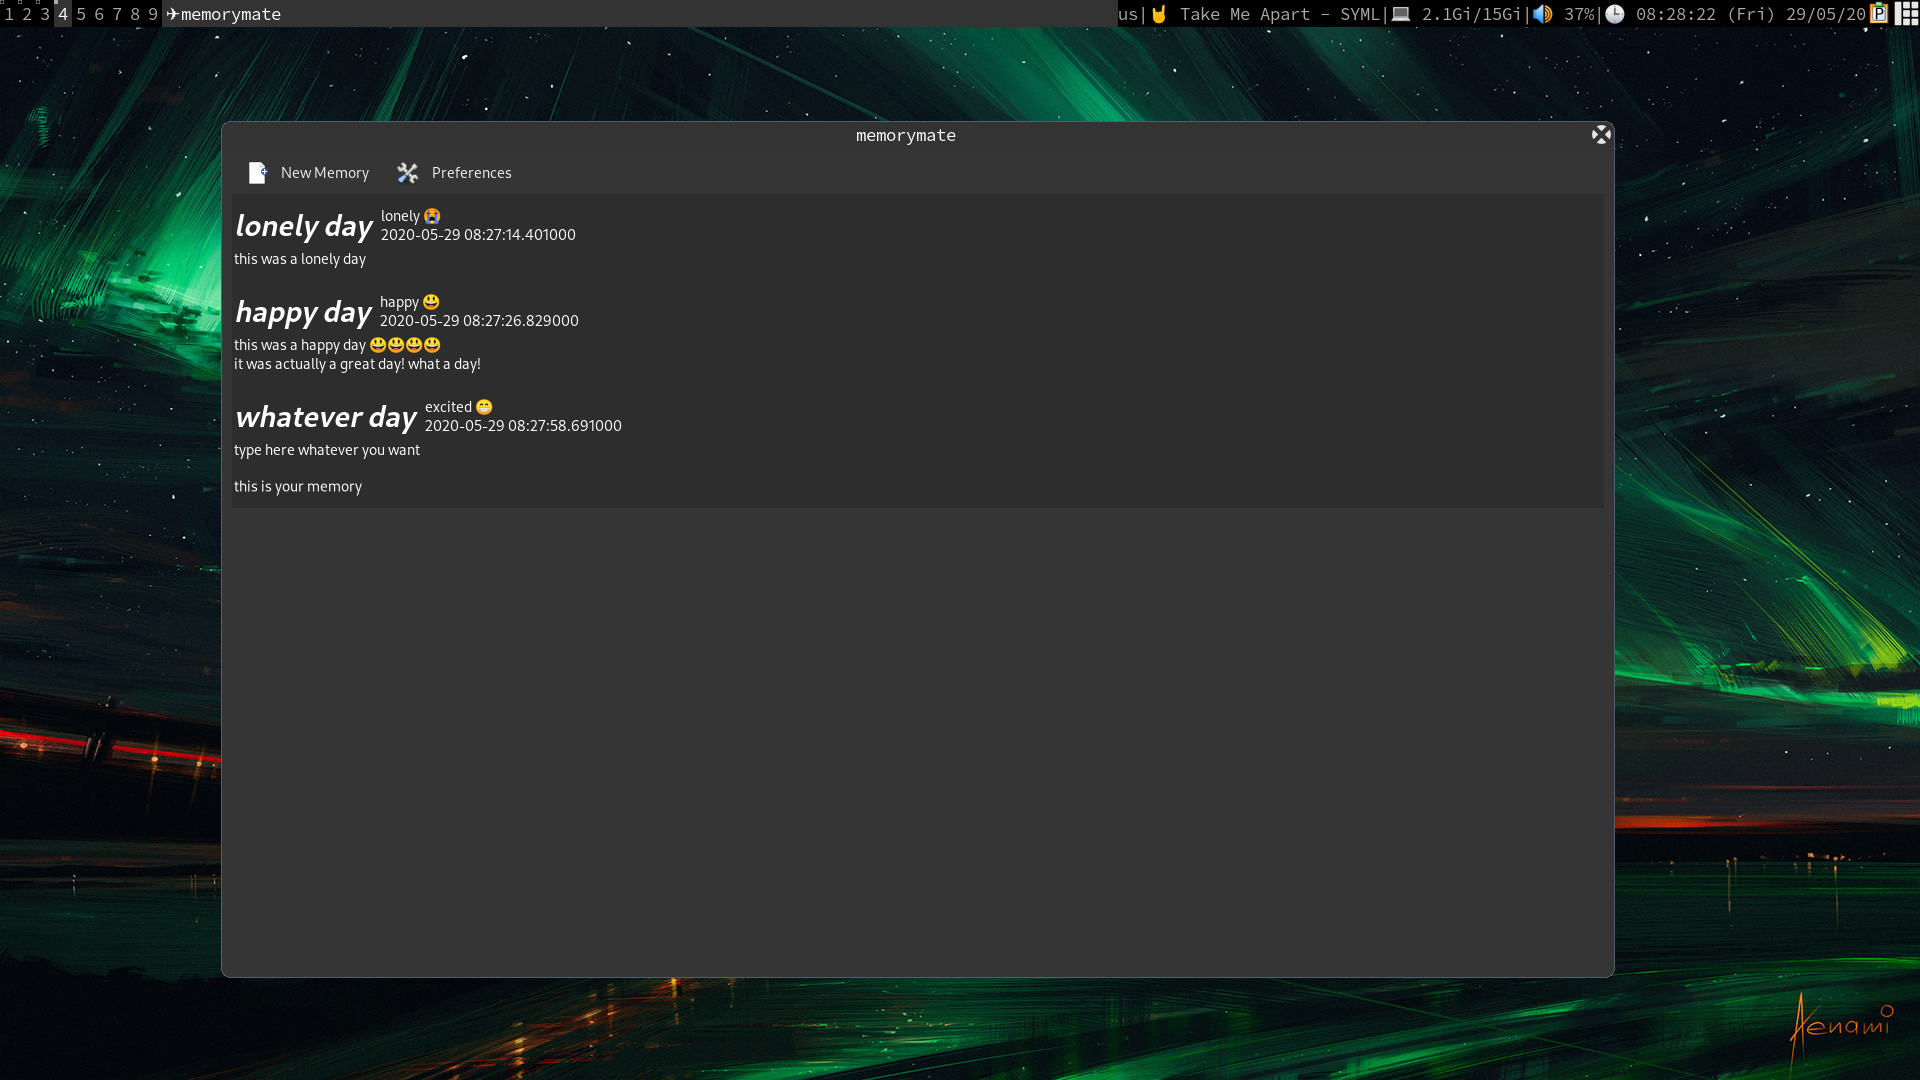 1 2 3 4 5 6 7 8 9 ✈memorymate us|🤘 Take Me Apart - SYML|💻 2.1Gi/15Gi|🔊 37%|🕒 08:28:22 (Fri) 29/05/20 P
memorymate
New Memory Preferences
lonely day
lonely 😭
2020-05-29 08:27:14.401000
this was a lonely day
happy day
happy 😃
2020-05-29 08:27:26.829000
this was a happy day 😃😃😃😃
it was actually a great day! what a day!
whatever day
excited 😁
2020-05-29 08:27:58.691000
type here whatever you want
this is your memory
Aenami